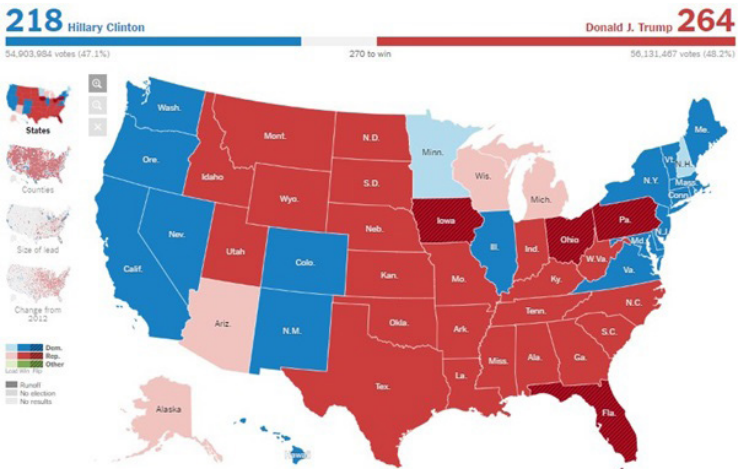 218 Hillary Clinton
Donald J. Trump 264
54,903,984 votes (47.1%)
270 to win
56,131,467 votes (48.2%)
States
Counties
Size of lead
Change from
2012
Dem.
Rep.
Other
Lead Win Flip
Runoff
No election
No results
Wash.
Ore.
Calif.
Nev.
Idaho
Mont.
Wyo.
Utah
Ariz.
Colo.
N.M.
N.D.
S.D.
Neb.
Kan.
Okla.
Tex.
Minn.
Iowa
Mo.
Ark.
La.
Wis.
Ill.
Mich.
Ind.
Ohio
Ky.
Tenn.
Miss.
Ala.
Ga.
Fla.
S.C.
N.C.
Va.
W.Va.
Md.
Pa.
N.J.
N.Y.
Conn.
Mass.
Vt.
N.H.
Me.
Alaska
Hawaii